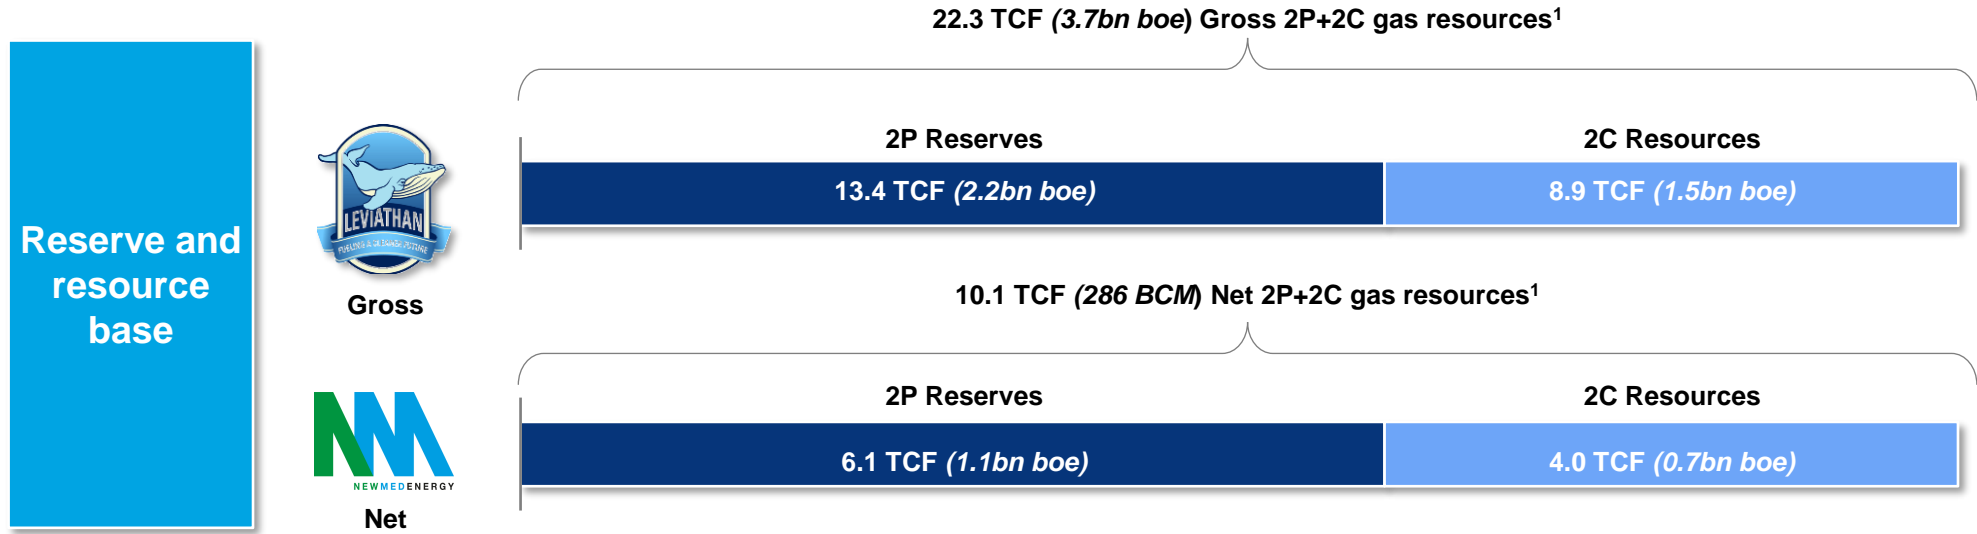 22.3 TCF (3.7bn boe) Gross 2P+2C gas resources¹
Reserve and
resource
base
LEVIATHAN
Gross
2P Reserves
2C Resources
13.4 TCF (2.2bn boe)
8.9 TCF (1.5bn boe)
10.1 TCF (286 BCM) Net 2P+2C gas resources¹
NEWMEDENERGY
Net
2P Reserves
2C Resources
6.1 TCF (1.1bn boe)
4.0 TCF (0.7bn boe)